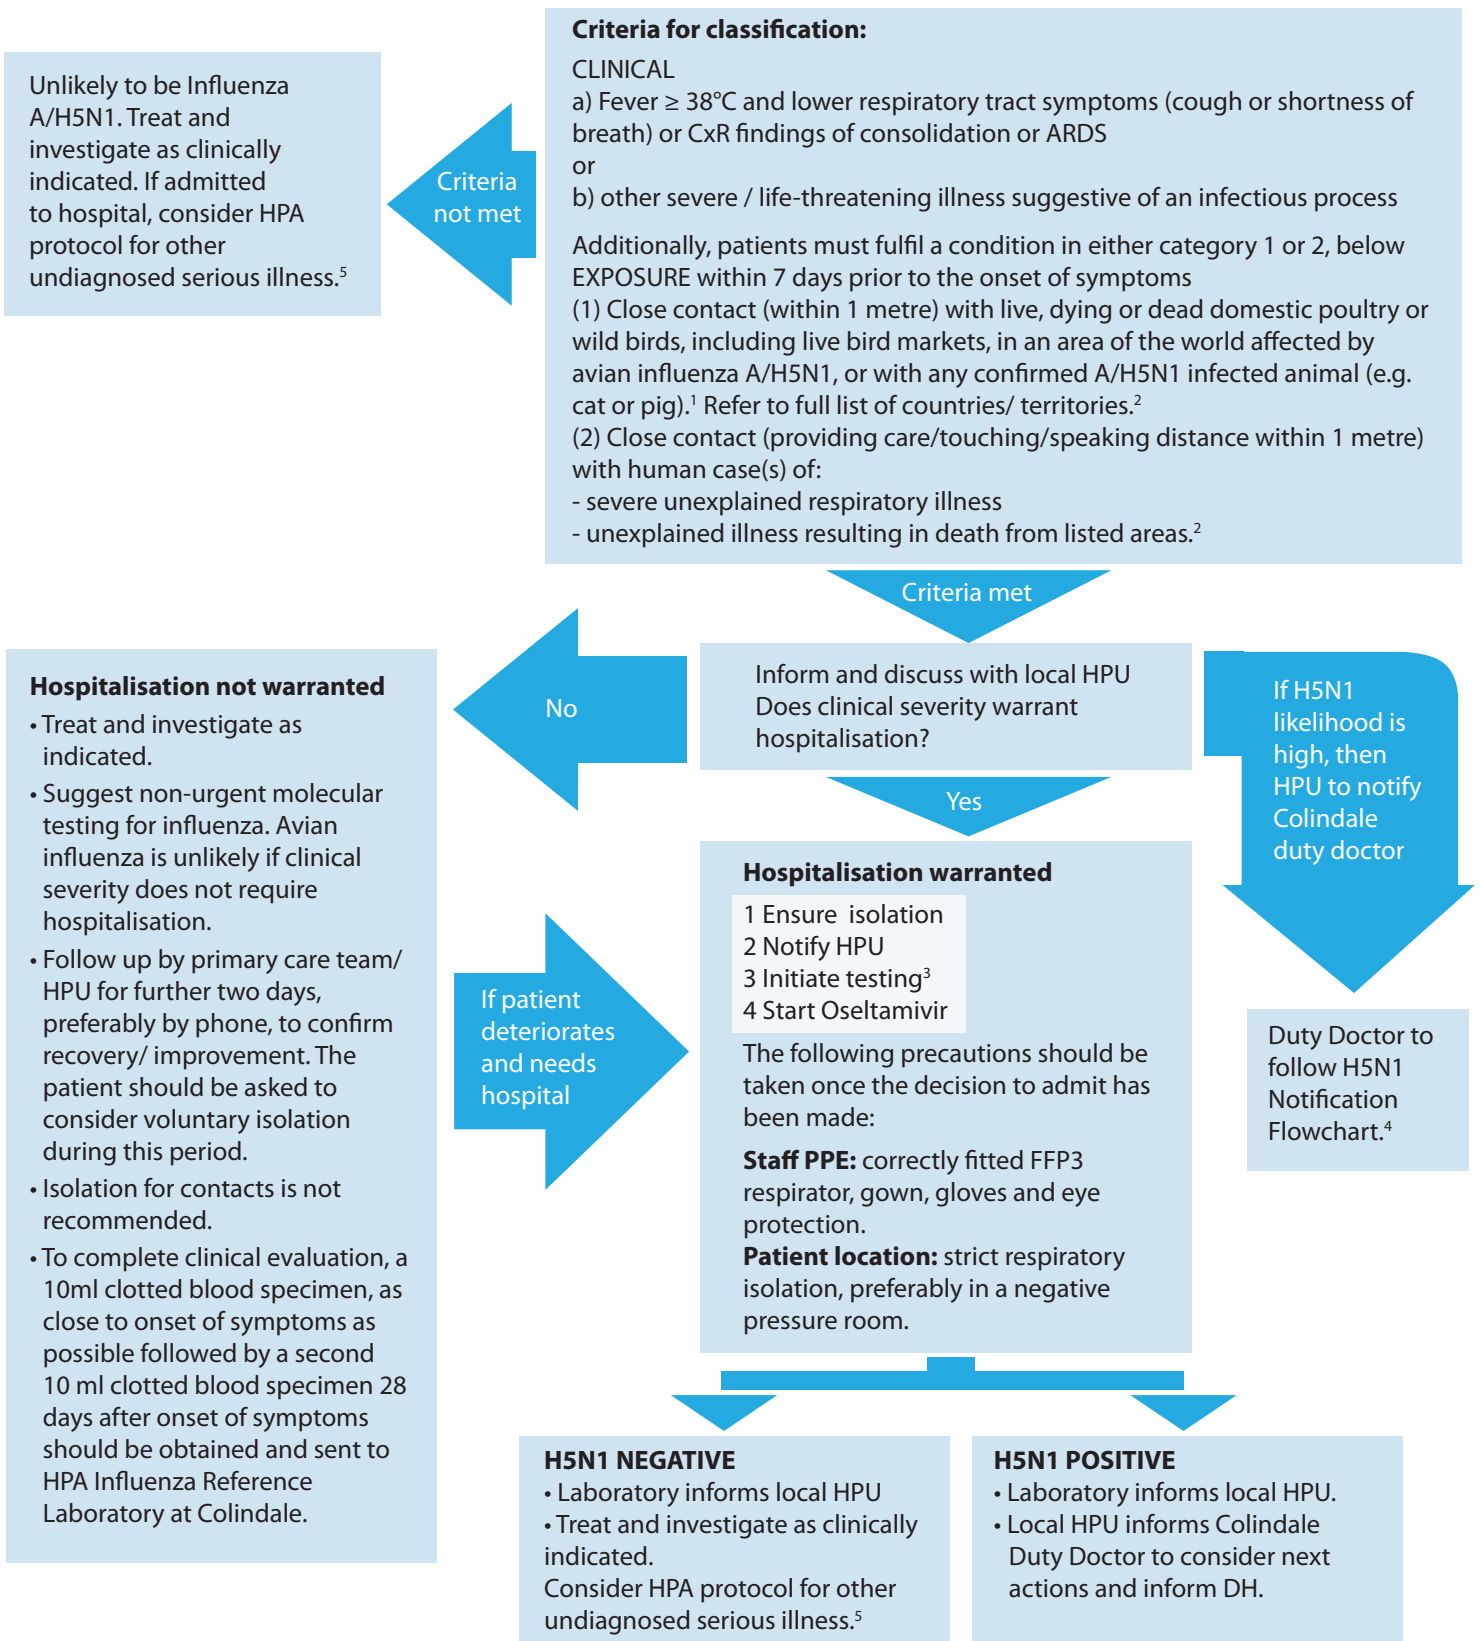 Criteria for classification:
CLINICAL
a) Fever ≥ 38°C and lower respiratory tract symptoms (cough or shortness of
breath) or CxR findings of consolidation or ARDS
or
b) other severe / life-threatening illness suggestive of an infectious process
Additionally, patients must fulfil a condition in either category 1 or 2, below
EXPOSURE within 7 days prior to the onset of symptoms
(1) Close contact (within 1 metre) with live, dying or dead domestic poultry or
wild birds, including live bird markets, in an area of the world affected by
avian influenza A/H5N1, or with any confirmed A/H5N1 infected animal (e.g.
cat or pig).¹ Refer to full list of countries/ territories.²
(2) Close contact (providing care/touching/speaking distance within 1 metre)
with human case(s) of:
- severe unexplained respiratory illness
- unexplained illness resulting in death from listed areas.²
Criteria
not met
Unlikely to be Influenza
A/H5N1. Treat and
investigate as clinically
indicated. If admitted
to hospital, consider HPA
protocol for other
undiagnosed serious illness.⁵
Criteria met
Inform and discuss with local HPU
Does clinical severity warrant
hospitalisation?
No
Hospitalisation not warranted
• Treat and investigate as
indicated.
• Suggest non-urgent molecular
testing for influenza. Avian
influenza is unlikely if clinical
severity does not require
hospitalisation.
• Follow up by primary care team/
HPU for further two days,
preferably by phone, to confirm
recovery/ improvement. The
patient should be asked to
consider voluntary isolation
during this period.
• Isolation for contacts is not
recommended.
• To complete clinical evaluation, a
10ml clotted blood specimen, as
close to onset of symptoms as
possible followed by a second
10 ml clotted blood specimen 28
days after onset of symptoms
should be obtained and sent to
HPA Influenza Reference
Laboratory at Colindale.
If patient
deteriorates
and needs
hospital
Yes
Hospitalisation warranted
1 Ensure isolation
2 Notify HPU
3 Initiate testing³
4 Start Oseltamivir
The following precautions should be
taken once the decision to admit has
been made:
Staff PPE: correctly fitted FFP3
respirator, gown, gloves and eye
protection.
Patient location: strict respiratory
isolation, preferably in a negative
pressure room.
If H5N1
likelihood is
high, then
HPU to notify
Colindale
duty doctor
Duty Doctor to
follow H5N1
Notification
Flowchart.⁴
H5N1 NEGATIVE
• Laboratory informs local HPU
• Treat and investigate as clinically
indicated.
Consider HPA protocol for other
undiagnosed serious illness.⁵
H5N1 POSITIVE
• Laboratory informs local HPU.
• Local HPU informs Colindale
Duty Doctor to consider next
actions and inform DH.